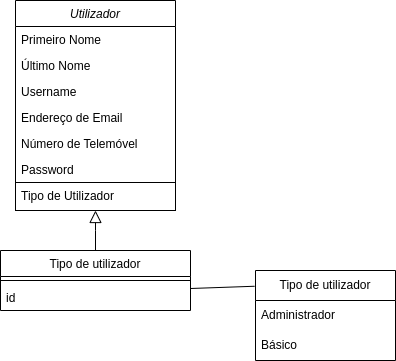 Utilizador
Primeiro Nome
Último Nome
Username
Endereço de Email
Número de Telemóvel
Password
Tipo de Utilizador
Tipo de utilizador
id
Tipo de utilizador
Administrador
Básico